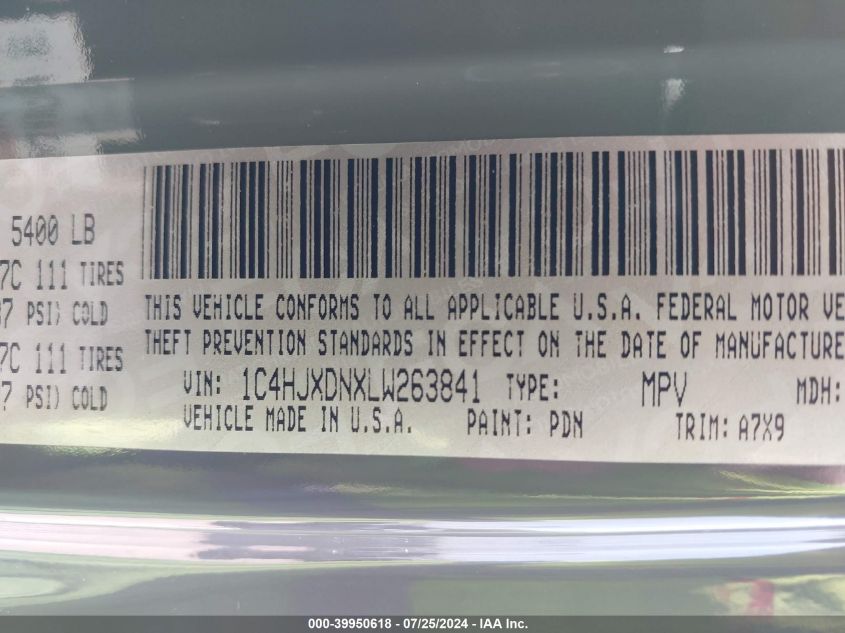 5400 LB
7C 111 TIRES
37 PSI) COLD
7C 111 TIRES
7 PSI) COLD
THIS VEHICLE CONFORMS TO ALL APPLICABLE U.S.A. FEDERAL MOTOR VE
THEFT PREVENTION STANDARDS IN EFFECT ON THE DATE OF MANUFACTURE
VIN: 1C4HJXDNXLW263841 TYPE: MPV MDH:
VEHICLE MADE IN U.S.A. PAINT: PDN TRIM: A7X9
000-39950618 - 07/25/2024 - IAA Inc.